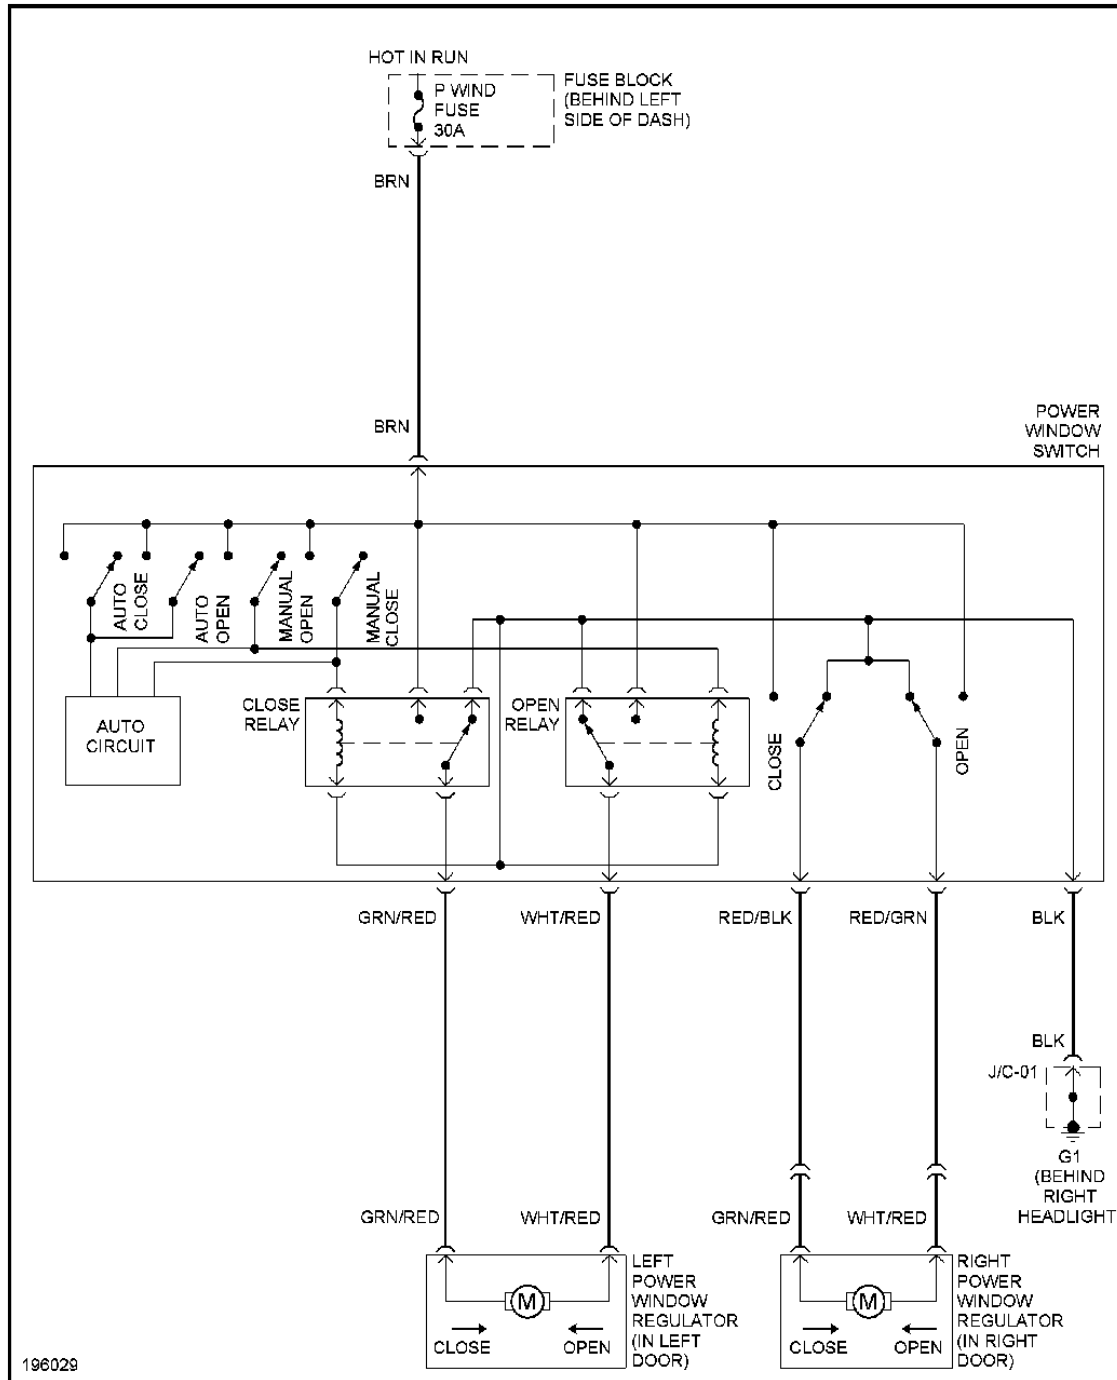 HOT IN RUN
P WIND
FUSE
30A
FUSE BLOCK
(BEHIND LEFT
SIDE OF DASH)
BRN
BRN
POWER
WINDOW
SWITCH
AUTO
CLOSE
AUTO
OPEN
MANUAL
OPEN
MANUAL
CLOSE
AUTO
CIRCUIT
CLOSE
RELAY
OPEN
RELAY
CLOSE
OPEN
GRN/RED
WHT/RED
RED/BLK
RED/GRN
BLK
BLK
J/C-01
G1
(BEHIND
RIGHT
HEADLIGHT
GRN/RED
WHT/RED
GRN/RED
WHT/RED
M
CLOSE
OPEN
LEFT
POWER
WINDOW
REGULATOR
(IN LEFT
DOOR)
M
CLOSE
OPEN
RIGHT
POWER
WINDOW
REGULATOR
(IN RIGHT
DOOR)
196029